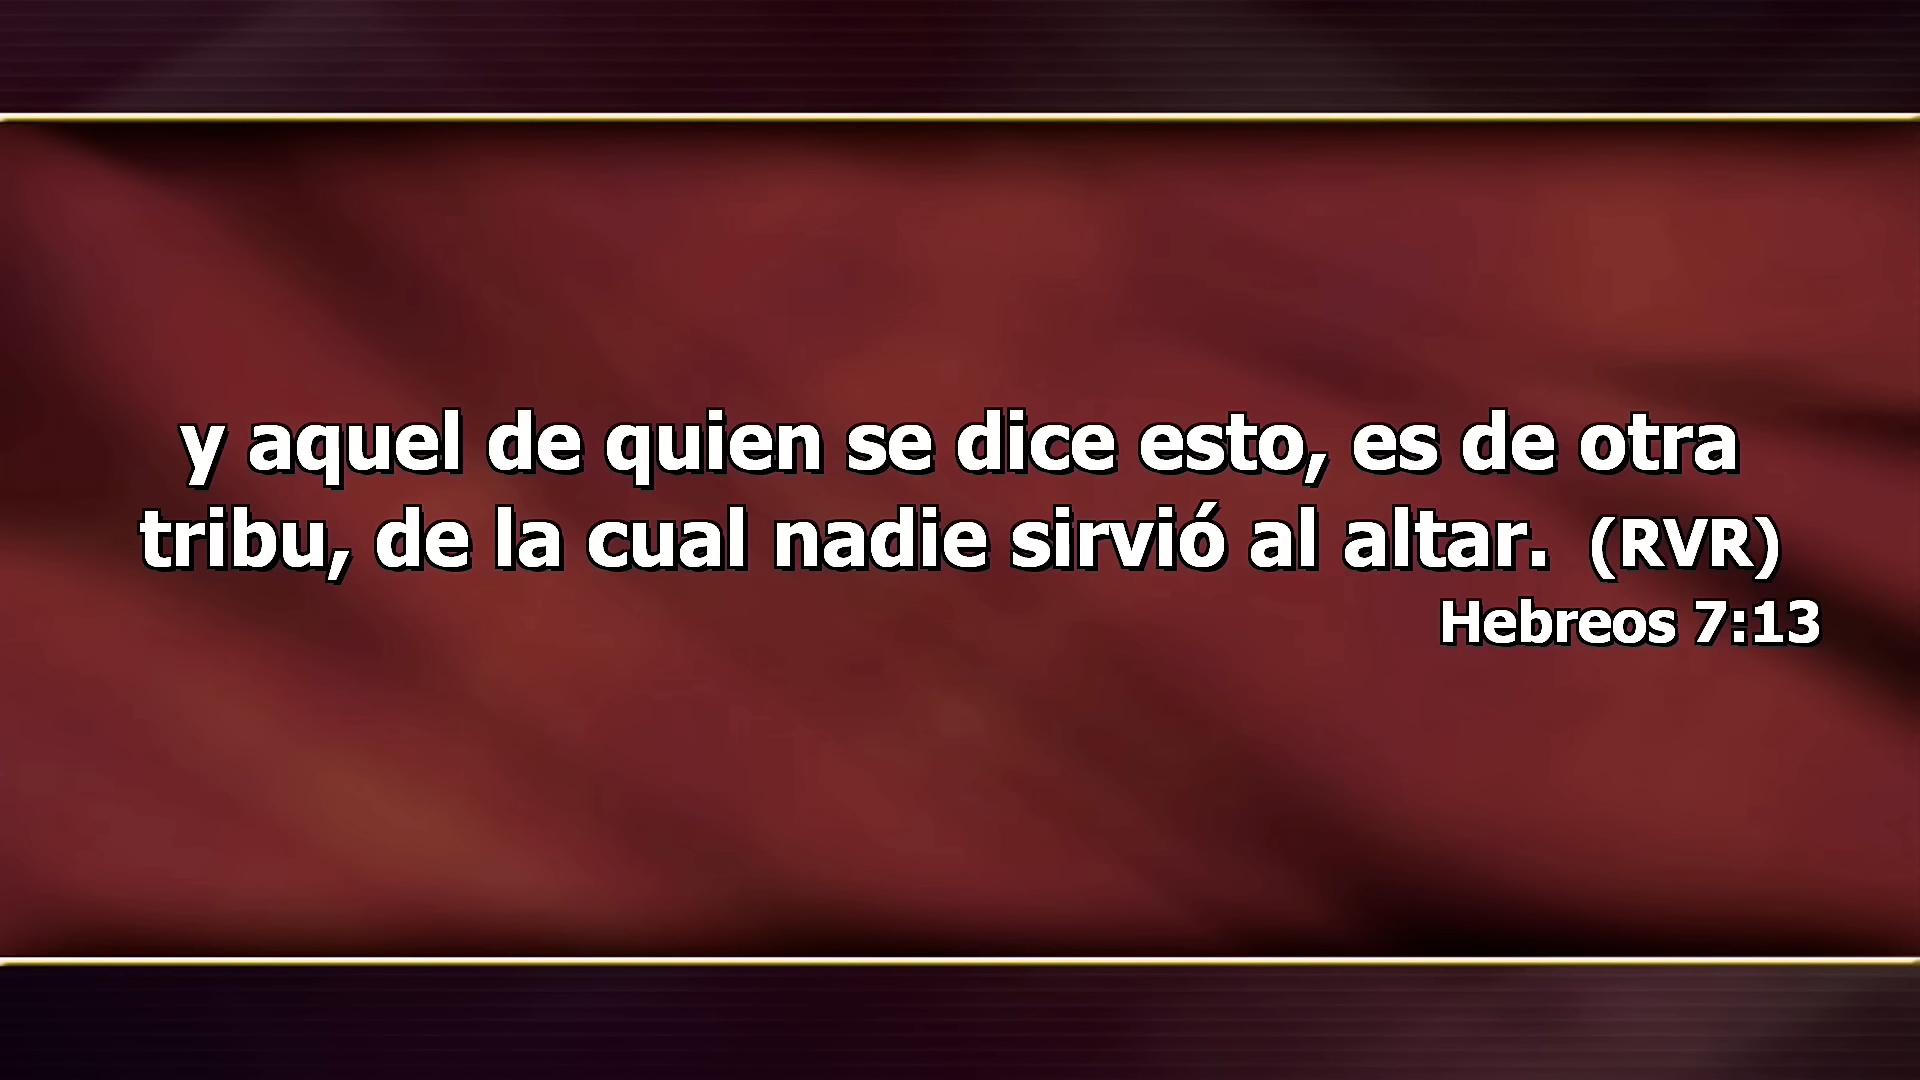 y aquel de quien se dice esto, es de otra
tribu, de la cual nadie sirvió al altar. (RVR)
Hebreos 7:13